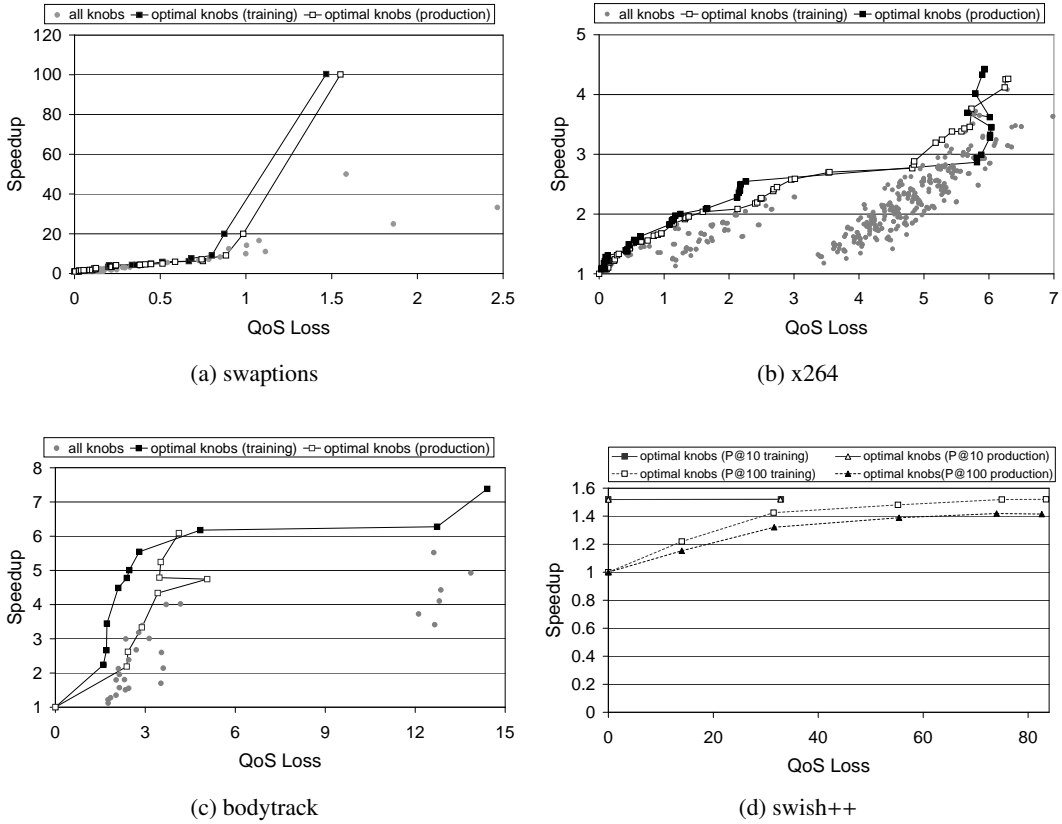 all knobs optimal knobs (training) optimal knobs (production)
120
100
80
60
40
20
0
0 0.5 1 1.5 2 2.5
Speedup
QoS Loss
(a) swaptions
all knobs optimal knobs (training) optimal knobs (production)
5
4
3
2
1
0 1 2 3 4 5 6 7
Speedup
QoS Loss
(b) x264
all knobs optimal knobs (training) optimal knobs (production)
8
7
6
5
4
3
2
1
0 3 6 9 12 15
Speedup
QoS Loss
(c) bodytrack
optimal knobs (P@10 training) optimal knobs (P@10 production)
optimal knobs (P@100 training) optimal knobs(P@100 production)
1.6
1.4
1.2
1
0.8
0.6
0.4
0.2
0
0 20 40 60 80
Speedup
QoS Loss
(d) swish++